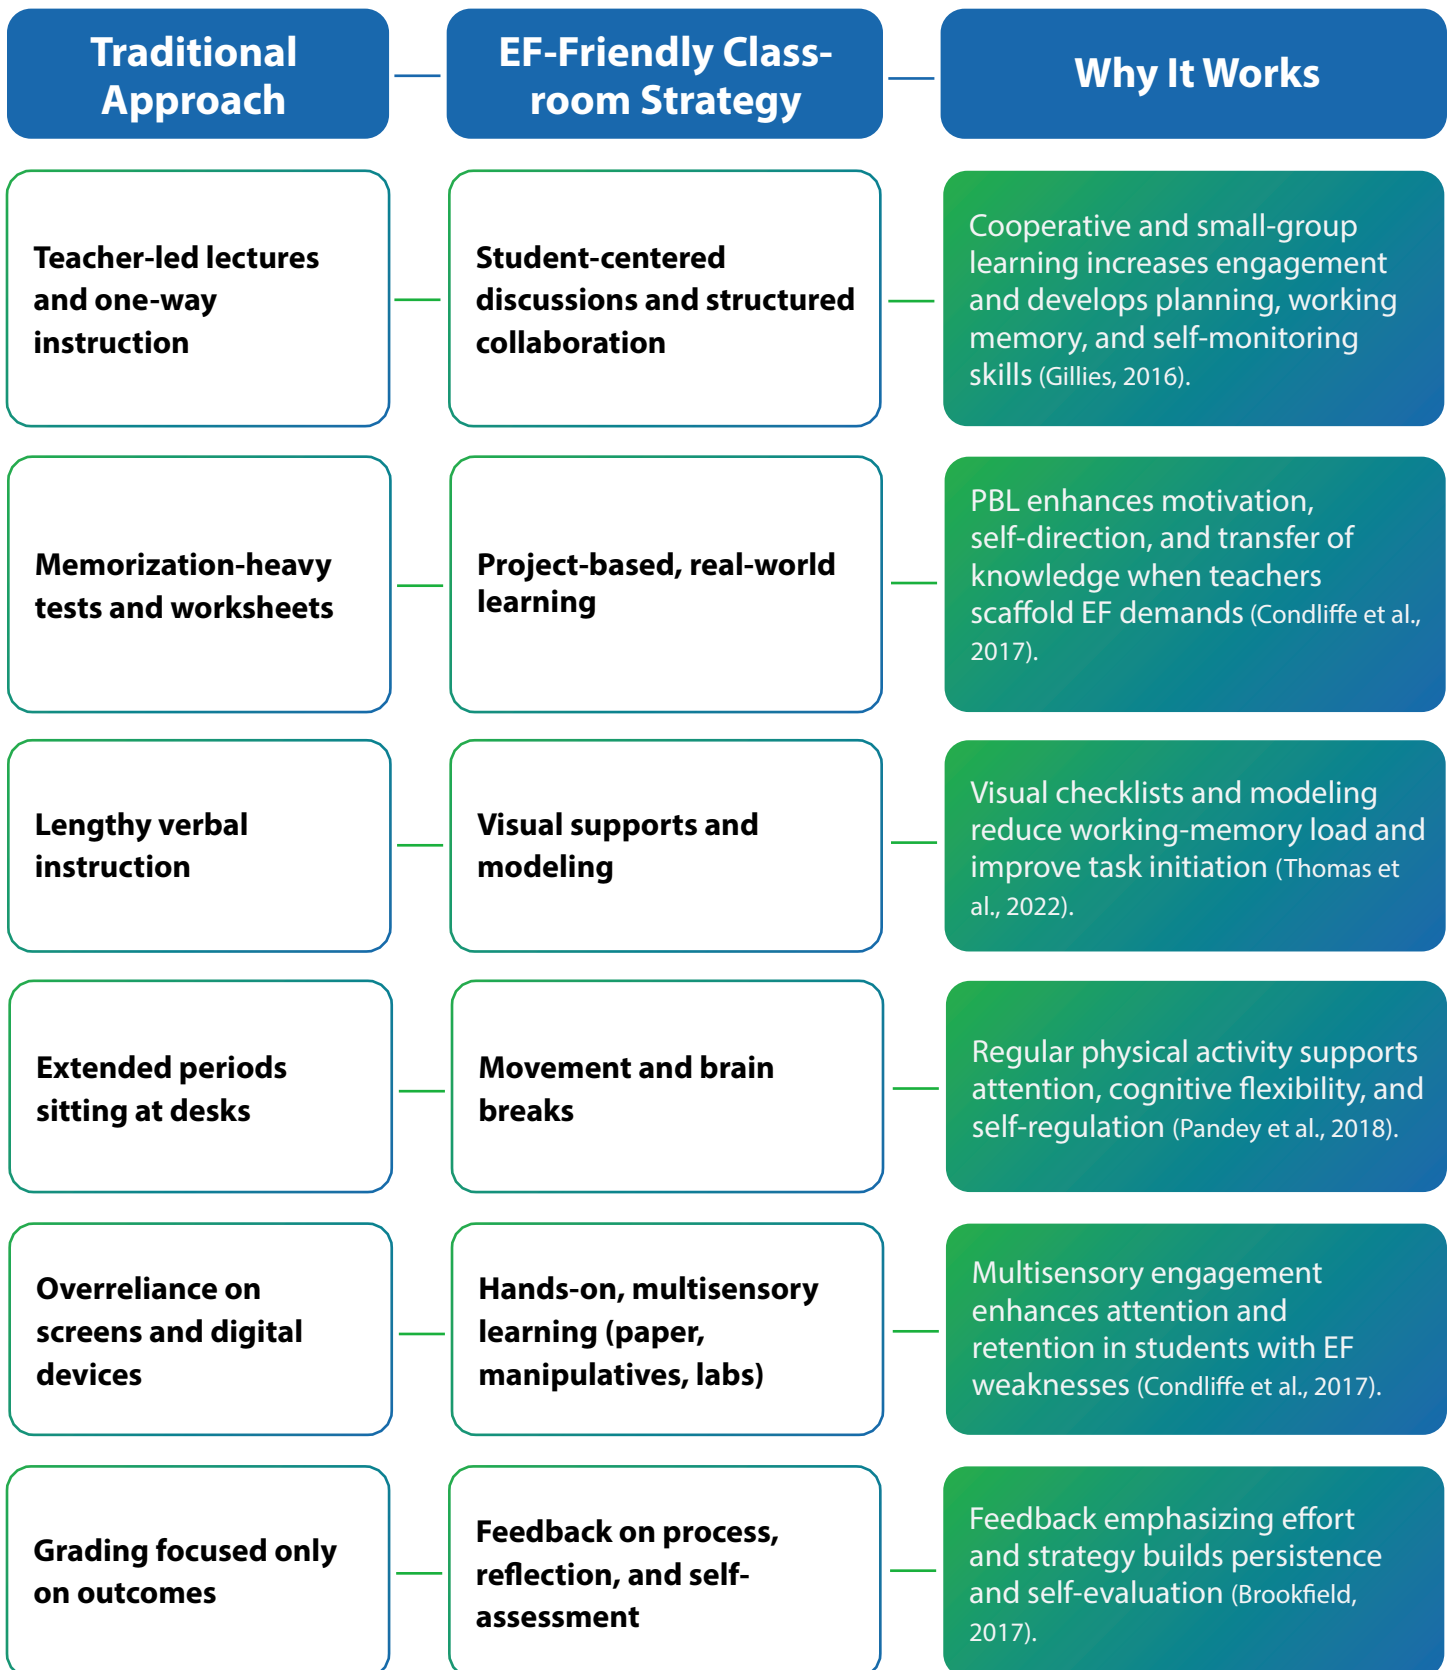 Traditional
Approach
EF-Friendly Class-
room Strategy
Why It Works
Teacher-led lectures
and one-way
instruction
Student-centered
discussions and structured
collaboration
Cooperative and small-group
learning increases engagement
and develops planning, working
memory, and self-monitoring
skills (Gillies, 2016).
Memorization-heavy
tests and worksheets
Project-based, real-world
learning
PBL enhances motivation,
self-direction, and transfer of
knowledge when teachers
scaffold EF demands (Condliffe et al.,
2017).
Lengthy verbal
instruction
Visual supports and
modeling
Visual checklists and modeling
reduce working-memory load and
improve task initiation (Thomas et
al., 2022).
Extended periods
sitting at desks
Movement and brain
breaks
Regular physical activity supports
attention, cognitive flexibility, and
self-regulation (Pandey et al., 2018).
Overreliance on
screens and digital
devices
Hands-on, multisensory
learning (paper,
manipulatives, labs)
Multisensory engagement
enhances attention and
retention in students with EF
weaknesses (Condliffe et al., 2017).
Grading focused only
on outcomes
Feedback on process,
reflection, and self-
assessment
Feedback emphasizing effort
and strategy builds persistence
and self-evaluation (Brookfield,
2017).